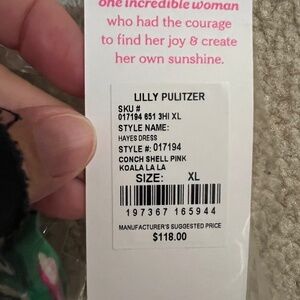 one incredible woman
who had the courage
to find her joy & create
her own sunshine.
LILLY PULITZER
SKU #
017194 651 3HI XL
STYLE NAME:
HAYES DRESS
STYLE #: 017194
CONCH SHELL PINK
KOALA LA LA
SIZE: XL
197367 165944
MANUFACTURER'S SUGGESTED PRICE
$118.00